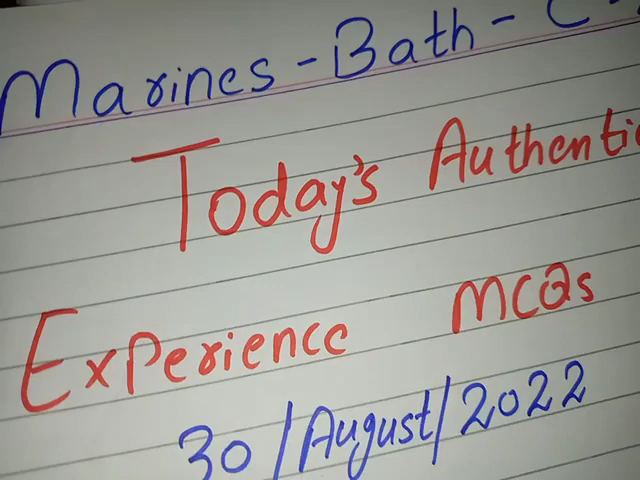 Marines - Bath - C
Today's Authenti
Experience MCQs
30/August/2022